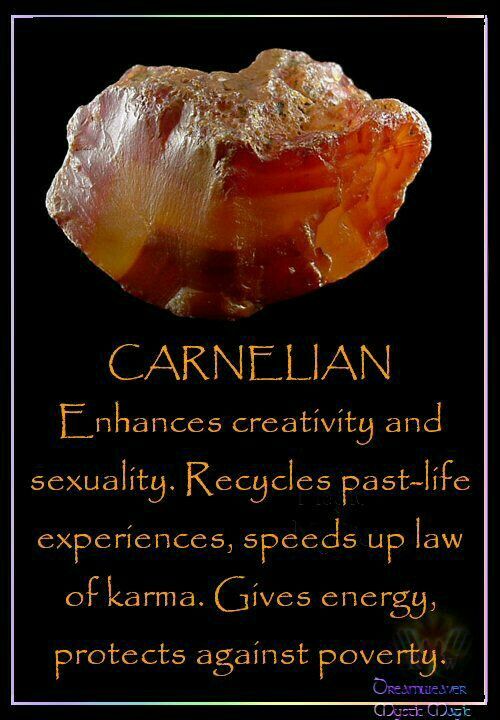 CARNELIAN
Enhances creativity and
sexuality. Recycles past-life
experiences, speeds up law
of karma. Gives energy,
protects against poverty.
Dreamweaver
Mystic Magic